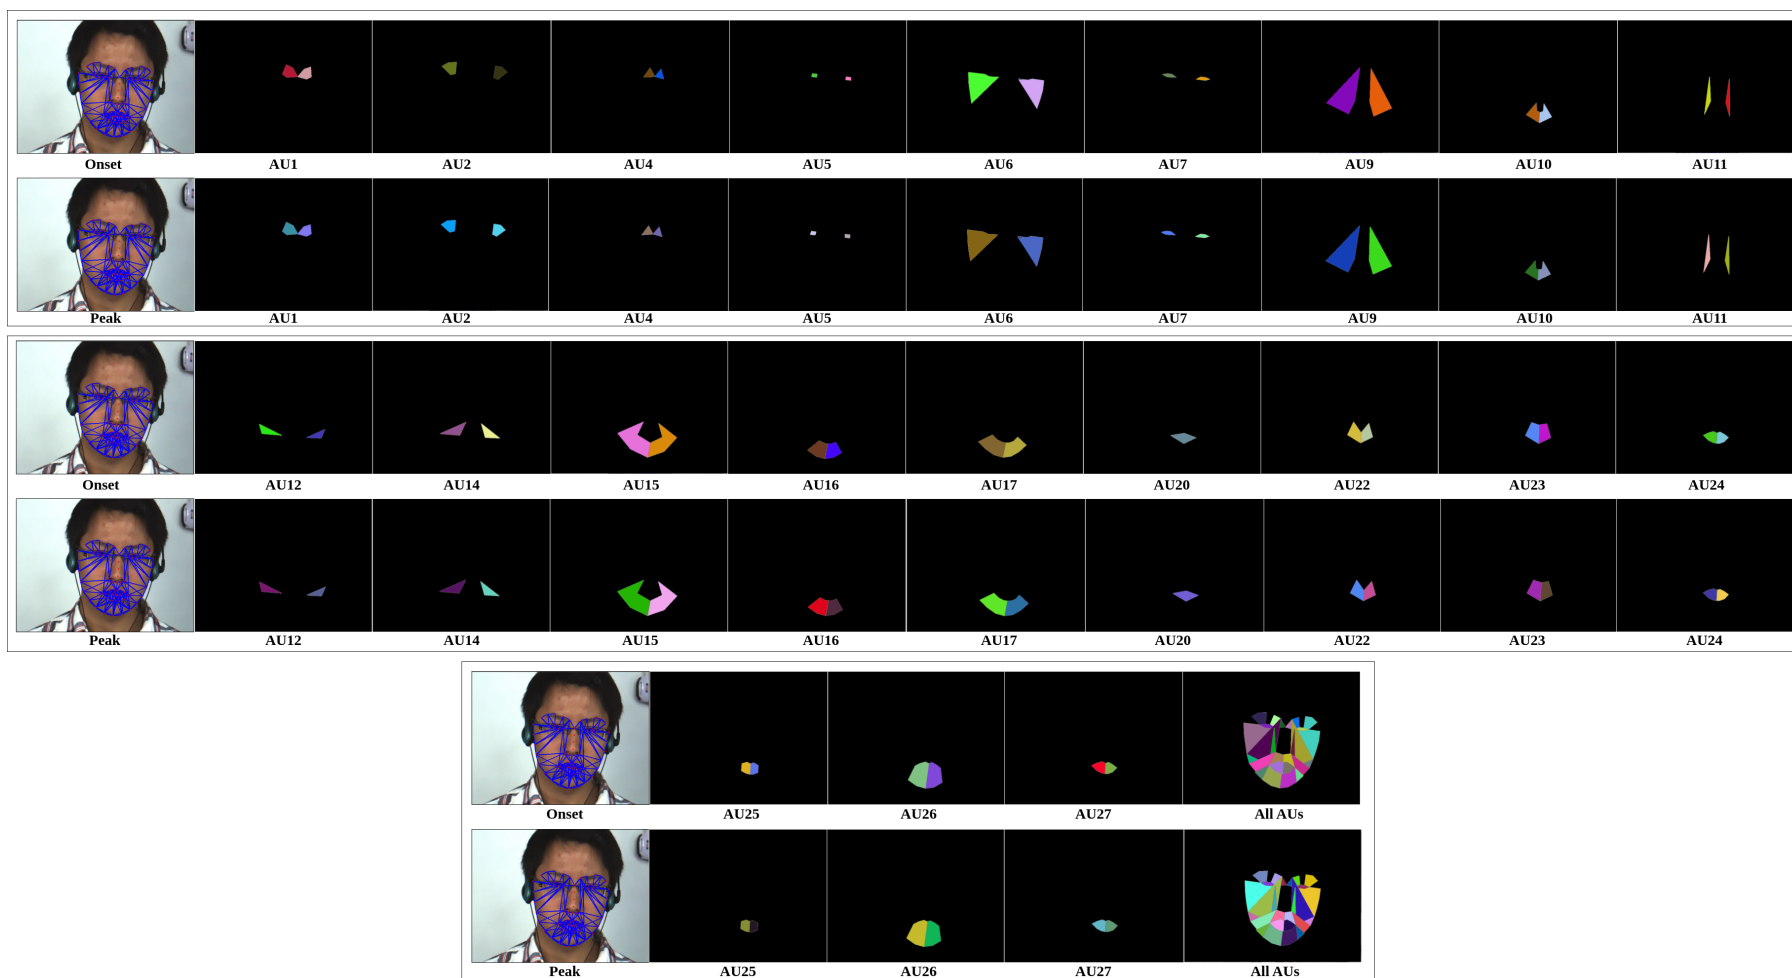 Onset AU1 AU2 AU4 AU5 AU6 AU7 AU9 AU10 AU11
Peak AU1 AU2 AU4 AU5 AU6 AU7 AU9 AU10 AU11
Onset AU12 AU14 AU15 AU16 AU17 AU20 AU22 AU23 AU24
Peak AU12 AU14 AU15 AU16 AU17 AU20 AU22 AU23 AU24
Onset AU25 AU26 AU27 All AUs
Peak AU25 AU26 AU27 All AUs